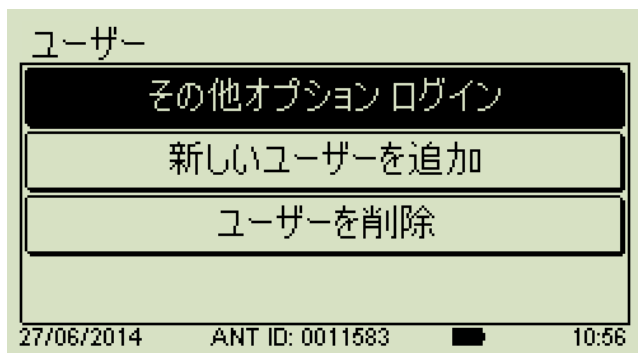 ユーザー
その他オプション ログイン
新しいユーザーを追加
ユーザーを削除
27/06/2014 ANT ID: 0011583 10:56